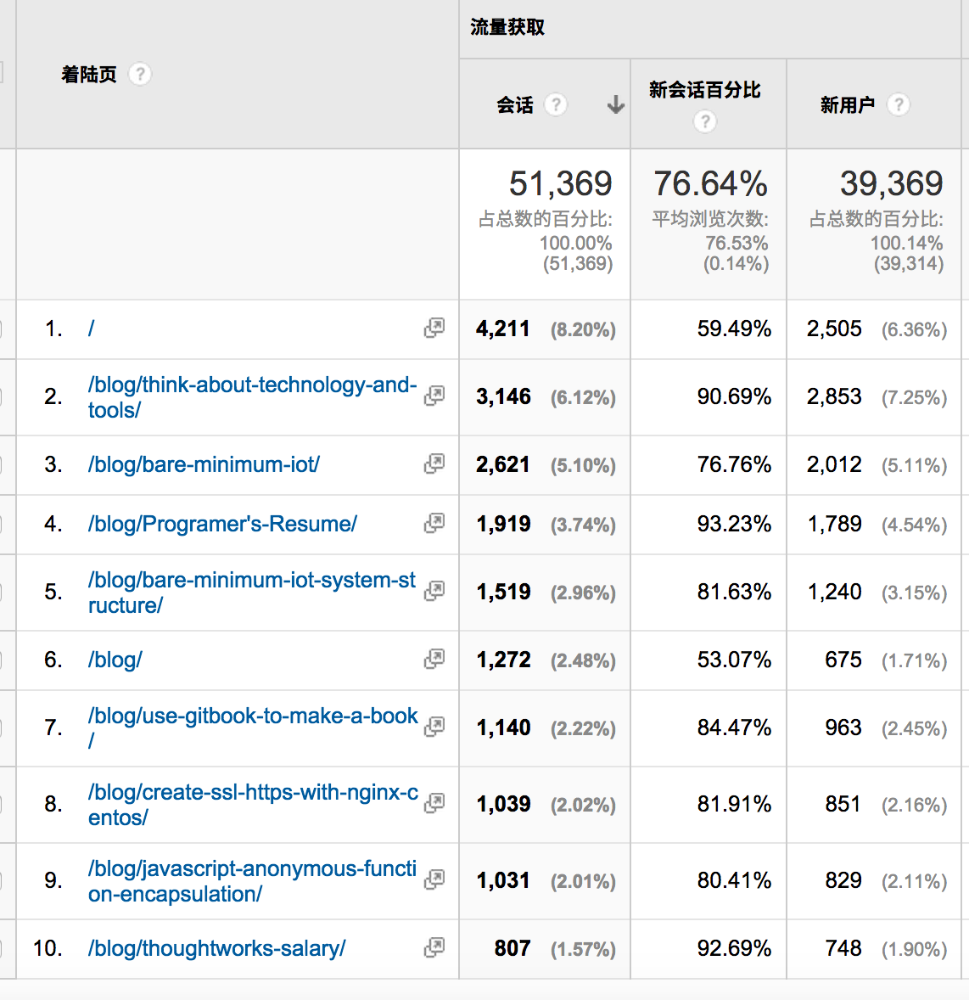 流量获取
着陆页 ?
会话 ?
新会话百分比 ?
新用户 ?
51,369
占总数的百分比:
100.00%
(51,369)
76.64%
平均浏览次数:
76.53%
(0.14%)
39,369
占总数的百分比:
100.14%
(39,314)
1. / 4,211 (8.20%) 59.49% 2,505 (6.36%)
2. /blog/think-about-technology-and-
tools/ 3,146 (6.12%) 90.69% 2,853 (7.25%)
3. /blog/bare-minimum-iot/ 2,621 (5.10%) 76.76% 2,012 (5.11%)
4. /blog/Programer's-Resume/ 1,919 (3.74%) 93.23% 1,789 (4.54%)
5. /blog/bare-minimum-iot-system-st
ructure/ 1,519 (2.96%) 81.63% 1,240 (3.15%)
6. /blog/ 1,272 (2.48%) 53.07% 675 (1.71%)
7. /blog/use-gitbook-to-make-a-book
/ 1,140 (2.22%) 84.47% 963 (2.45%)
8. /blog/create-ssl-https-with-nginx-c
entos/ 1,039 (2.02%) 81.91% 851 (2.16%)
9. /blog/javascript-anonymous-functi
on-encapsulation/ 1,031 (2.01%) 80.41% 829 (2.11%)
10. /blog/thoughtworks-salary/ 807 (1.57%) 92.69% 748 (1.90%)